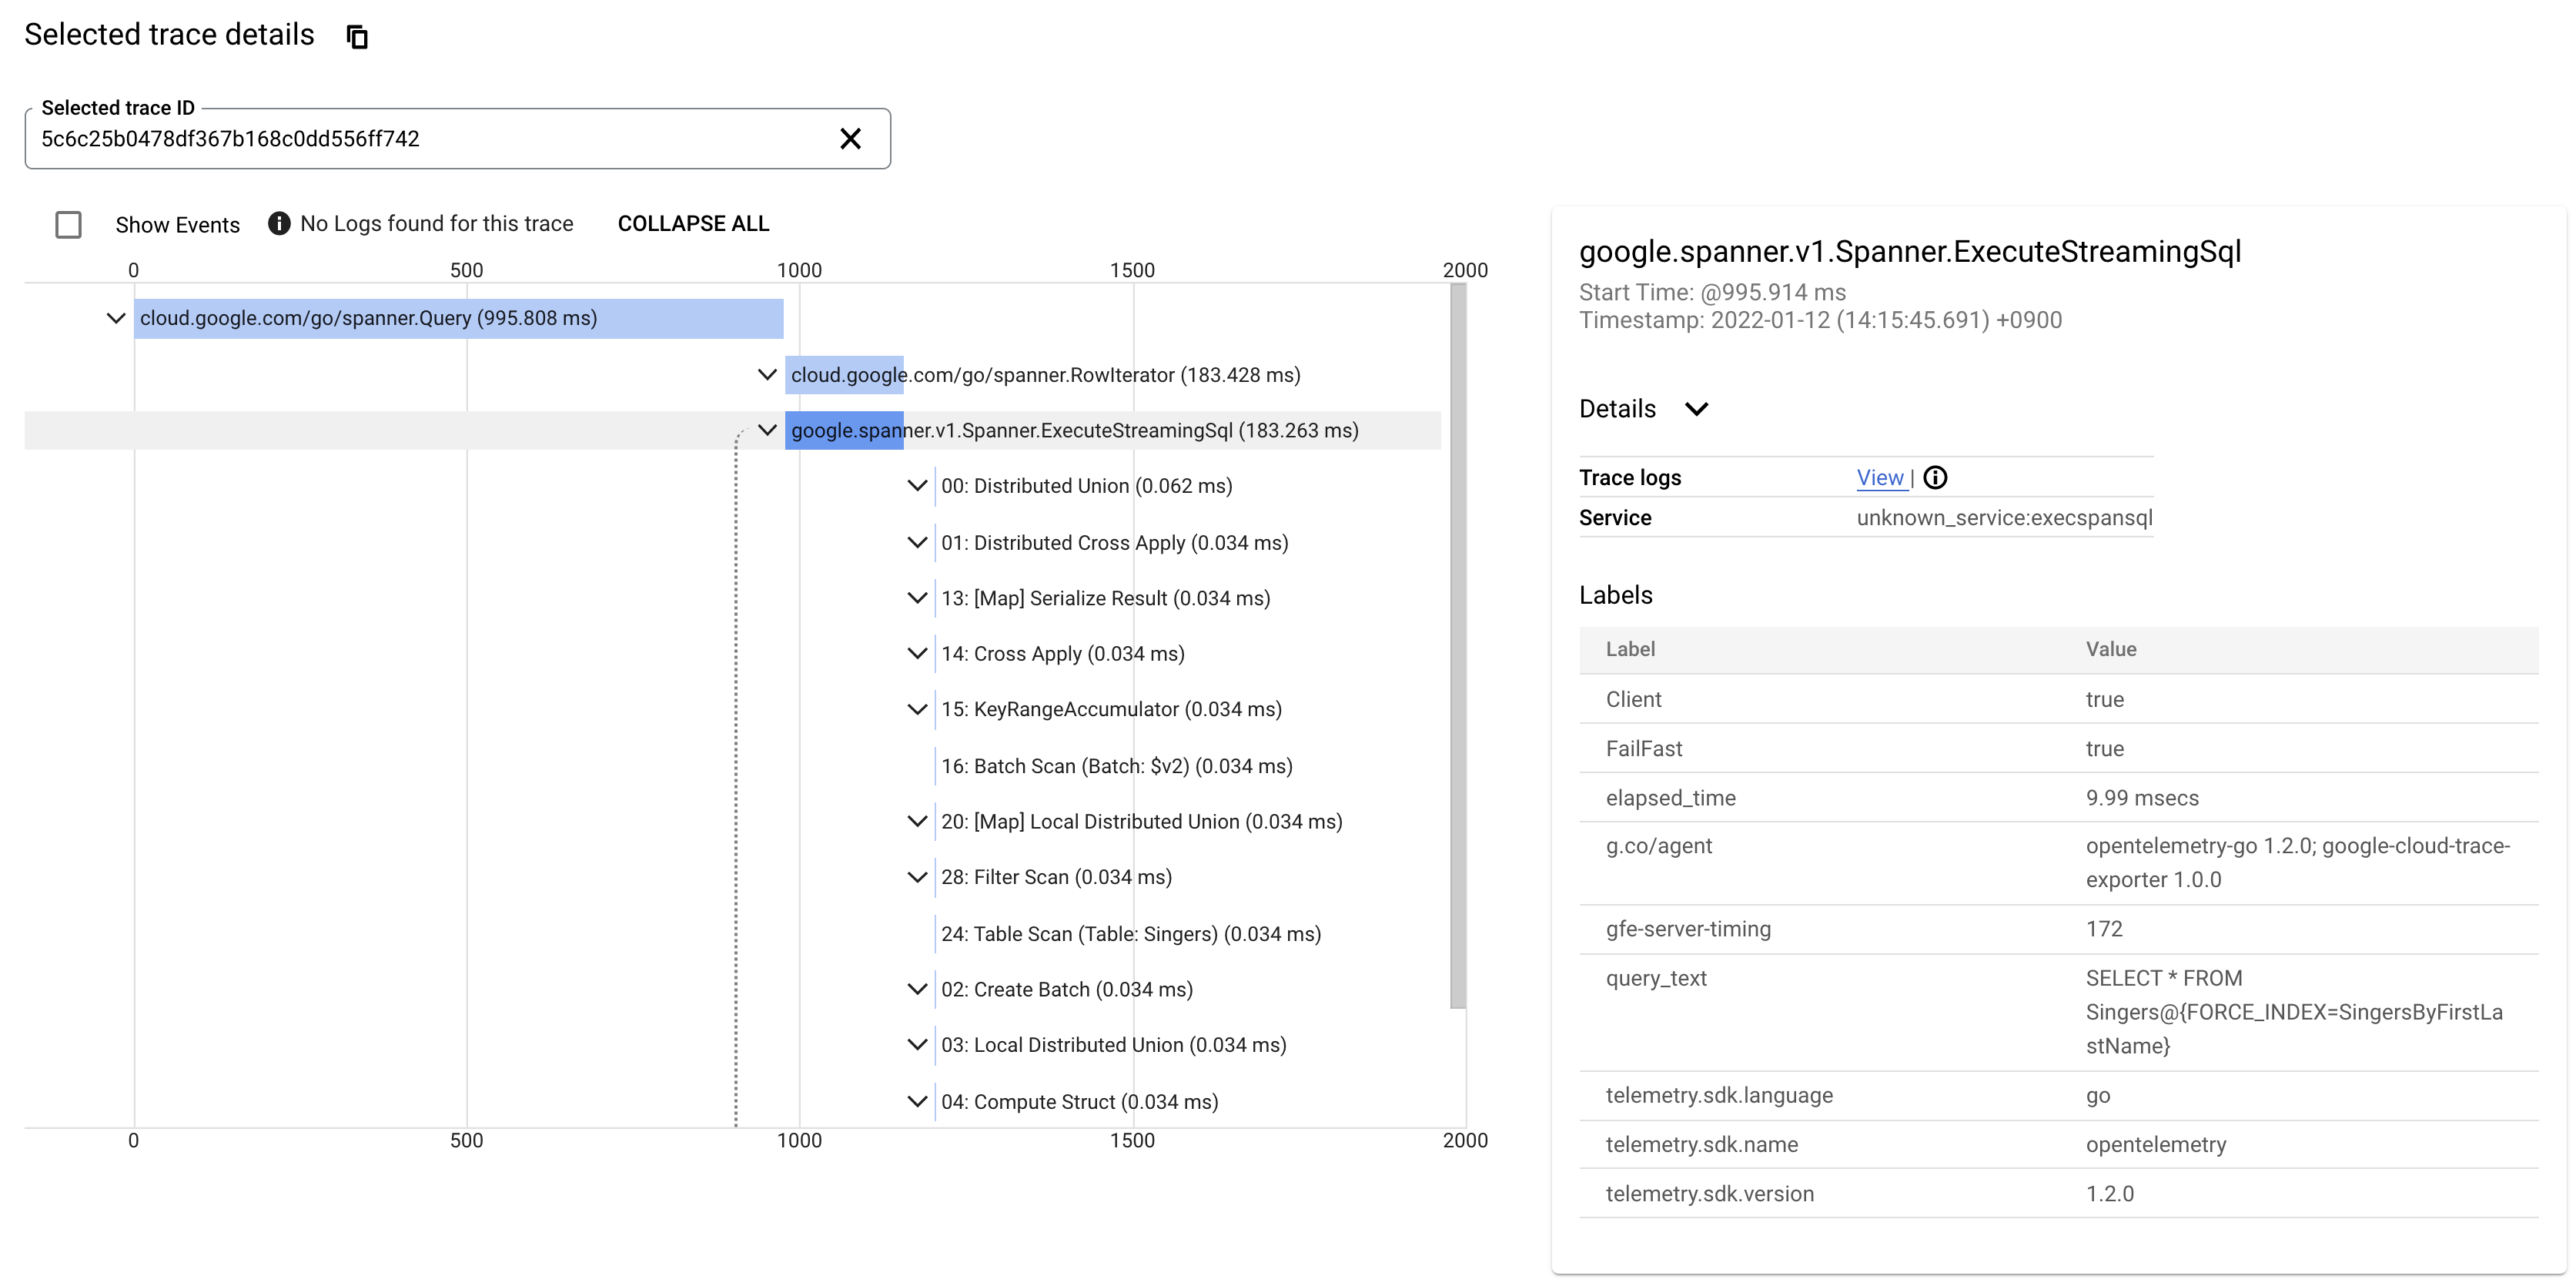 Selected trace details
Selected trace ID
5c6c25b0478df367b168c0dd556ff742
Show Events No Logs found for this trace COLLAPSE ALL
0 500 1000 1500 2000
cloud.google.com/go/spanner.Query (995.808 ms)
cloud.google.com/go/spanner.RowIterator (183.428 ms)
google.spanner.v1.Spanner.ExecuteStreamingSql (183.263 ms)
00: Distributed Union (0.062 ms)
01: Distributed Cross Apply (0.034 ms)
13: [Map] Serialize Result (0.034 ms)
14: Cross Apply (0.034 ms)
15: KeyRangeAccumulator (0.034 ms)
16: Batch Scan (Batch: $v2) (0.034 ms)
20: [Map] Local Distributed Union (0.034 ms)
28: Filter Scan (0.034 ms)
24: Table Scan (Table: Singers) (0.034 ms)
02: Create Batch (0.034 ms)
03: Local Distributed Union (0.034 ms)
04: Compute Struct (0.034 ms)
0 500 1000 1500 2000
google.spanner.v1.Spanner.ExecuteStreamingSql
Start Time: @995.914 ms
Timestamp: 2022-01-12 (14:15:45.691) +0900
Details
Trace logs View |
Service unknown_service:execspansql
Labels
Label Value
Client true
FailFast true
elapsed_time 9.99 msecs
g.co/agent opentelemetry-go 1.2.0; google-cloud-trace-
exporter 1.0.0
gfe-server-timing 172
query_text SELECT * FROM
Singers@{FORCE_INDEX=SingersByFirstLa
stName}
telemetry.sdk.language go
telemetry.sdk.name opentelemetry
telemetry.sdk.version 1.2.0